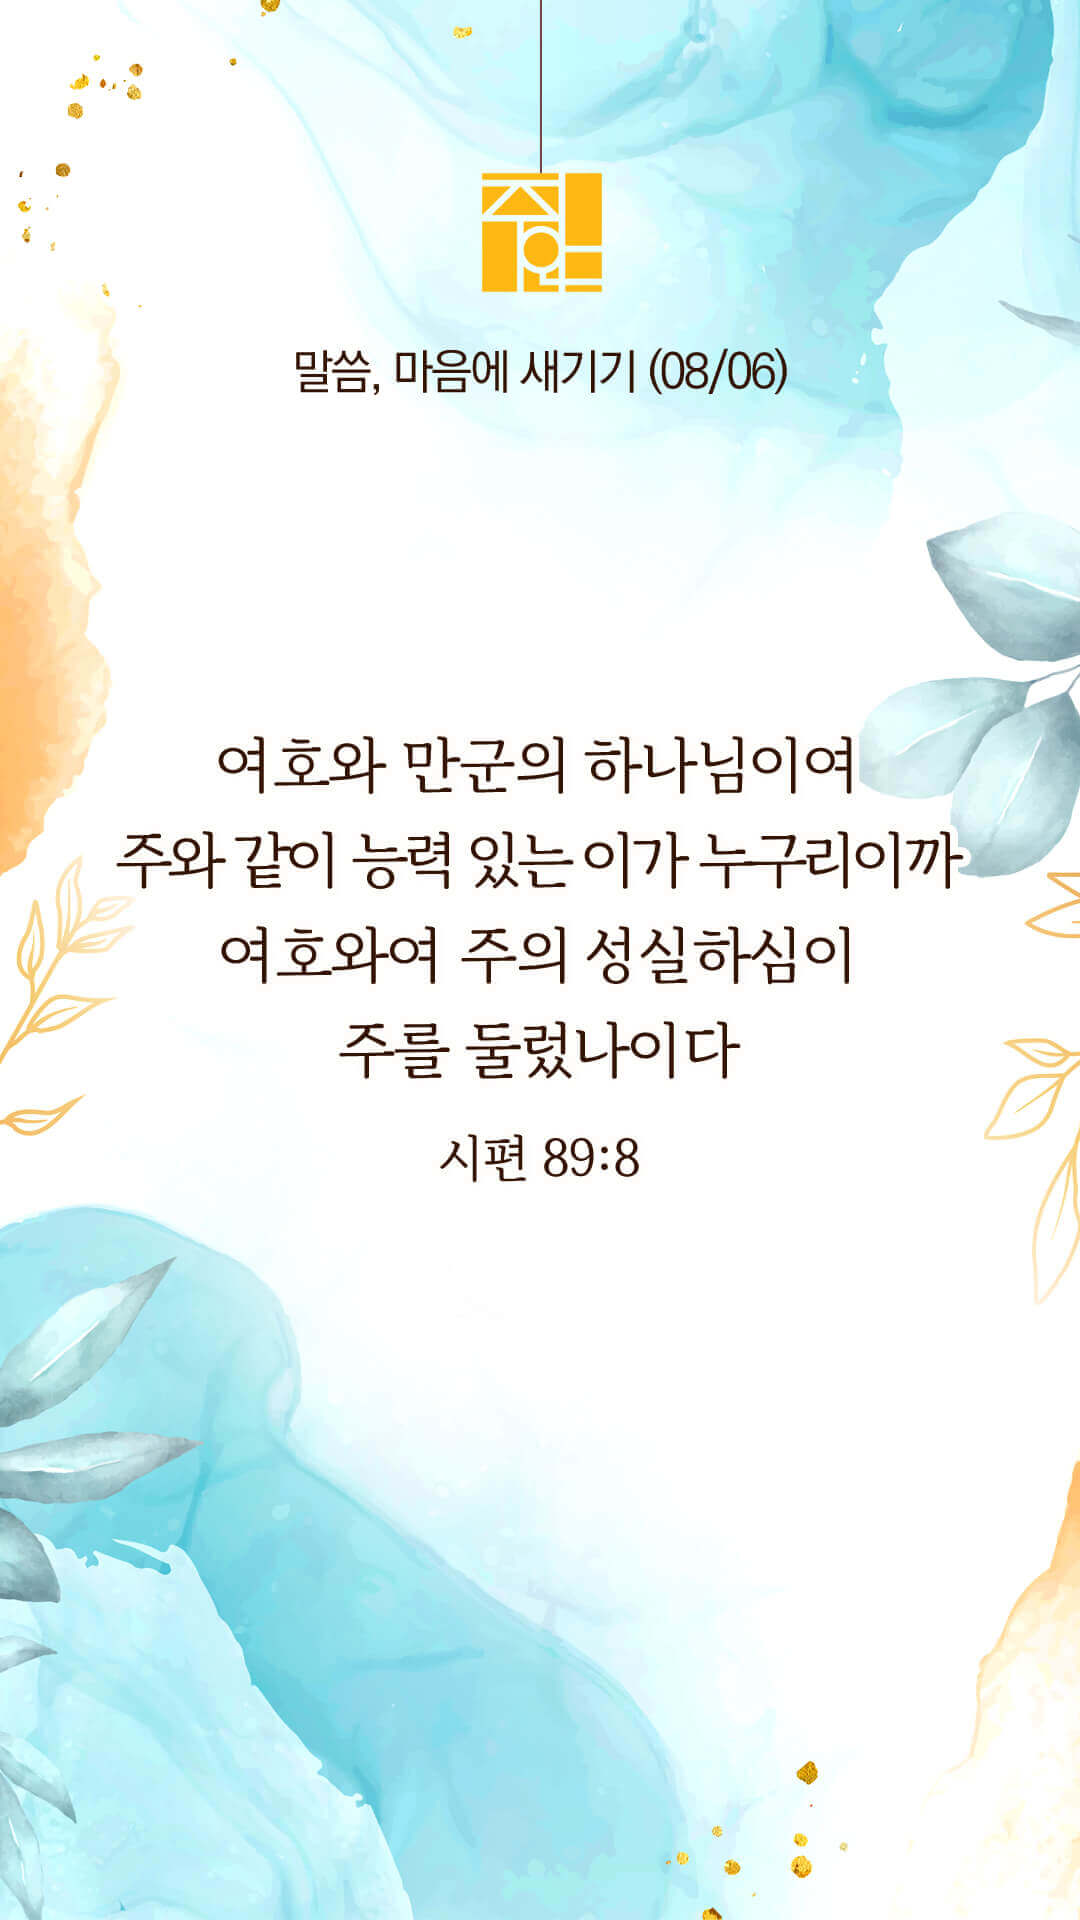 말씀, 마음에 새기기 (08/06)
여호와 만군의 하나님이여
주와 같이 능력 있는 이가 누구리이까
여호와여 주의 성실하심이
주를 둘렀나이다
시편 89:8